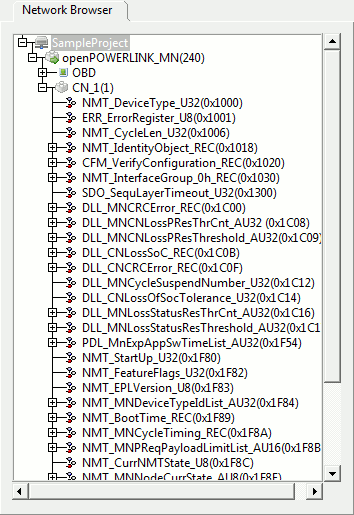 Network Browser
SampleProject
openPOWERLINK_MN(240)
OBD
CN_1(1)
NMT_DeviceType_U32(0x1000)
ERR_ErrorRegister_U8(0x1001)
NMT_CycleLen_U32(0x1006)
NMT_IdentityObject_REC(0x1018)
CFM_VerifyConfiguration_REC(0x1020)
NMT_InterfaceGroup_0h_REC(0x1030)
SDO_SequLayerTimeout_U32(0x1300)
DLL_MNCRCError_REC(0x1C00)
DLL_MNCNLossPResThrCnt_AU32 (0x1C08)
DLL_MNCNLossPResThreshold_AU32(0x1C09)
DLL_CNLossSoC_REC(0x1C0B)
DLL_CNCRCError_REC(0x1C0F)
DLL_MNCycleSuspendNumber_U32(0x1C12)
DLL_CNLossOfSocTolerance_U32(0x1C14)
DLL_MNLossStatusResThrCnt_AU32(0x1C16)
DLL_MNLossStatusResThreshold_AU32(0x1C1
PDL_MnExpAppSwTimeList_AU32(0x1F54)
NMT_StartUp_U32(0x1F80)
NMT_FeatureFlags_U32(0x1F82)
NMT_EPLVersion_U8(0x1F83)
NMT_MNDeviceTypeIdList_AU32(0x1F84)
NMT_BootTime_REC(0x1F89)
NMT_MNCycleTiming_REC(0x1F8A)
NMT_MNPReqPayloadLimitList_AU16(0x1F8B
NMT_CurrNMTState_U8(0x1F8C)
NMT_MNNodeCurrState_AU8(0x1F8E)